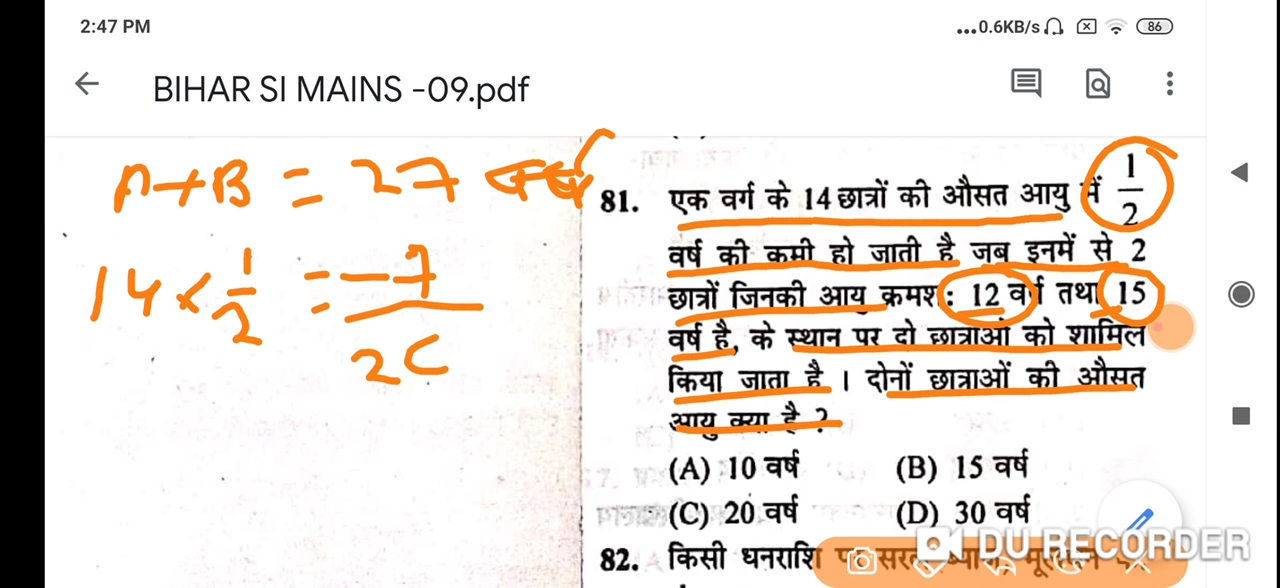 2:47 PM
...0.6KB/s 86
BIHAR SI MAINS -09.pdf
A+B = 27
14 × 1/2 = -7
81. एक वर्ग के 14 छात्रों की औसत आयु में 1/2
वर्ष की कमी हो जाती है जब इनमें से 2
छात्रों जिनकी आयु क्रमश: 12 वर्ष तथा 15
वर्ष है, के स्थान पर दो छात्राओं को शामिल
किया जाता है । दोनों छात्राओं की औसत
आयु क्या है ?
(A) 10 वर्ष (B) 15 वर्ष
(C) 20 वर्ष (D) 30 वर्ष
DU RECORDER
82. किसी धनराशि